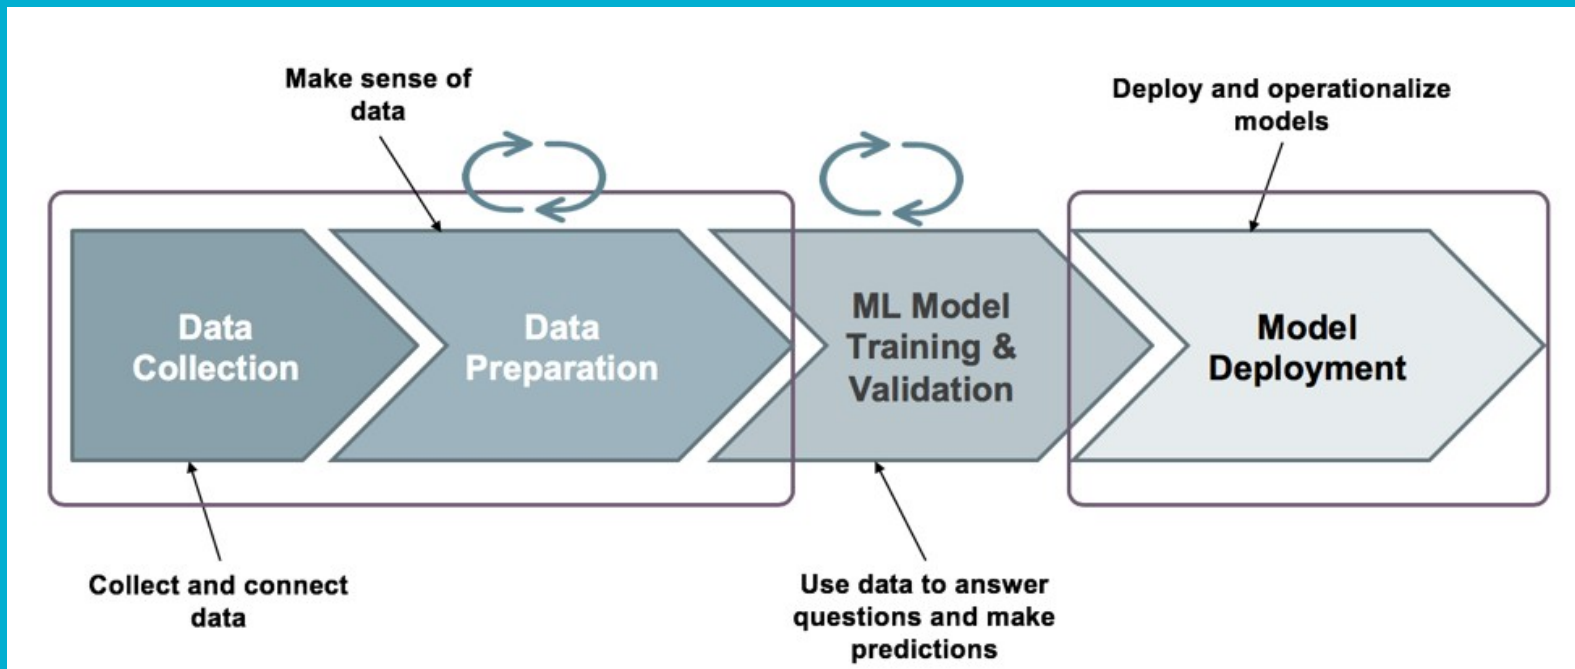 Make sense of
data
Deploy and operationalize
models
Data
Collection
Data
Preparation
ML Model
Training &
Validation
Model
Deployment
Collect and connect
data
Use data to answer
questions and make
predictions